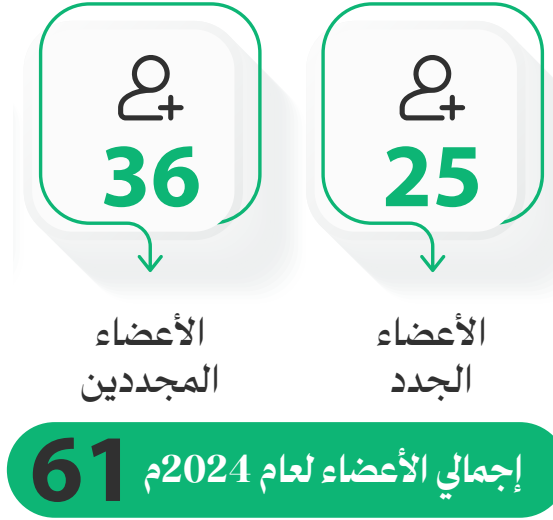 25
الأعضاء
الجدد
36
الأعضاء
المجددين
إجمالي الأعضاء لعام 2024م 61